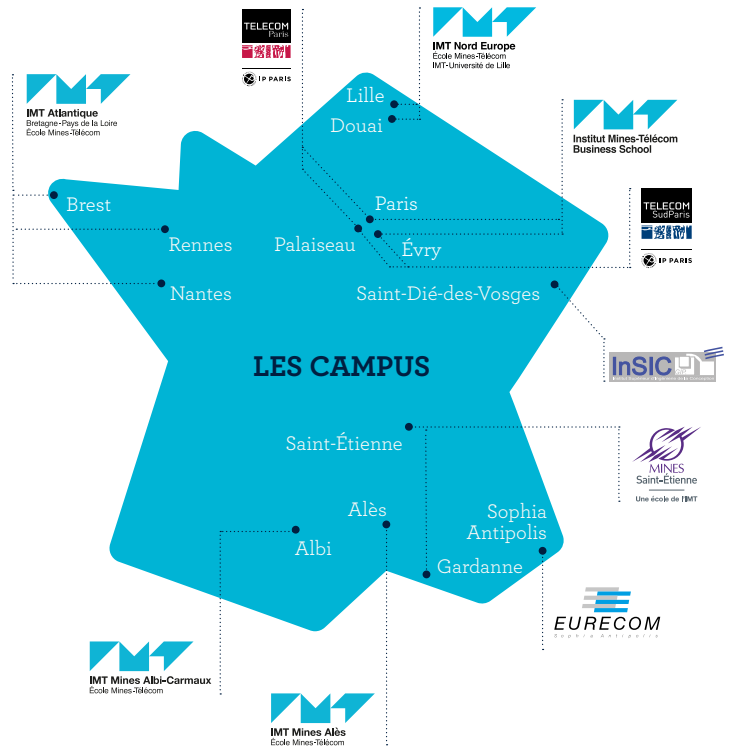 TELECOM
Paris
IP PARIS
IMT Nord Europe
École Mines-Télécom
IMT-Université de Lille
IMT Atlantique
Bretagne-Pays de la Loire
École Mines-Télécom
Lille
Douai
Institut Mines-Télécom
Business School
Brest
Rennes
Nantes
Paris
Palaiseau
Évry
TELECOM
SudParis
IP PARIS
Saint-Dié-des-Vosges
LES CAMPUS
InSIC
Saint-Étienne
MINES
Saint-Étienne
Une école de l'IMT
Alès
Albi
Sophia
Antipolis
Gardanne
EURECOM
Sophia Antipolis
IMT Mines Albi-Carmaux
École Mines-Télécom
IMT Mines Alès
École Mines-Télécom